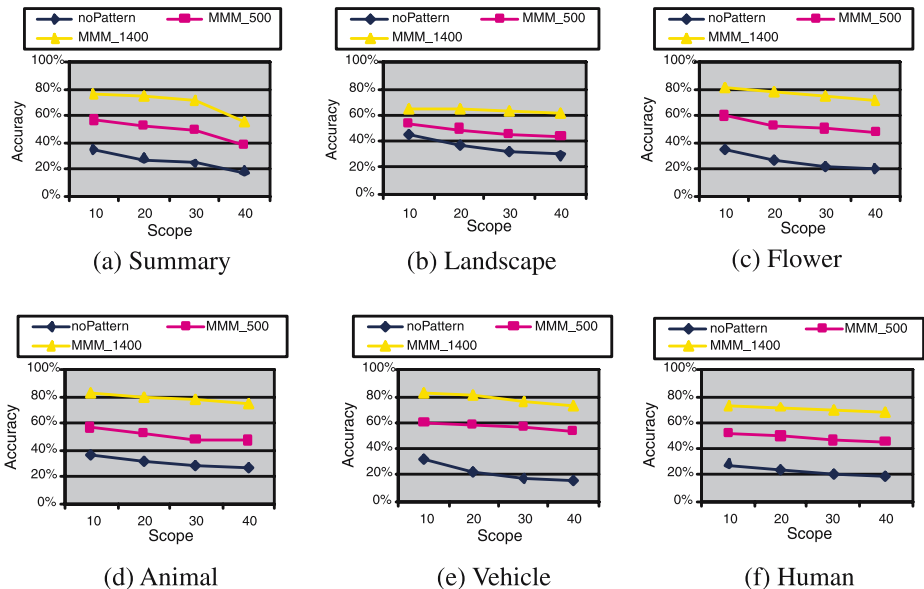 noPattern MMM_500
MMM_1400
100%
80%
60%
40%
20%
0%
Accuracy
10 20 30 40
Scope
(a) Summary
noPattern MMM_500
MMM_1400
100%
80%
60%
40%
20%
0%
Accuracy
10 20 30 40
Scope
(b) Landscape
noPattern MMM_500
MMM_1400
100%
80%
60%
40%
20%
0%
Accuracy
10 20 30 40
Scope
(c) Flower
noPattern MMM_500
MMM_1400
100%
80%
60%
40%
20%
0%
Accuracy
10 20 30 40
Scope
(d) Animal
noPattern MMM_500
MMM_1400
100%
80%
60%
40%
20%
0%
Accuracy
10 20 30 40
Scope
(e) Vehicle
noPattern MMM_500
MMM_1400
100%
80%
60%
40%
20%
0%
Accuracy
10 20 30 40
Scope
(f) Human